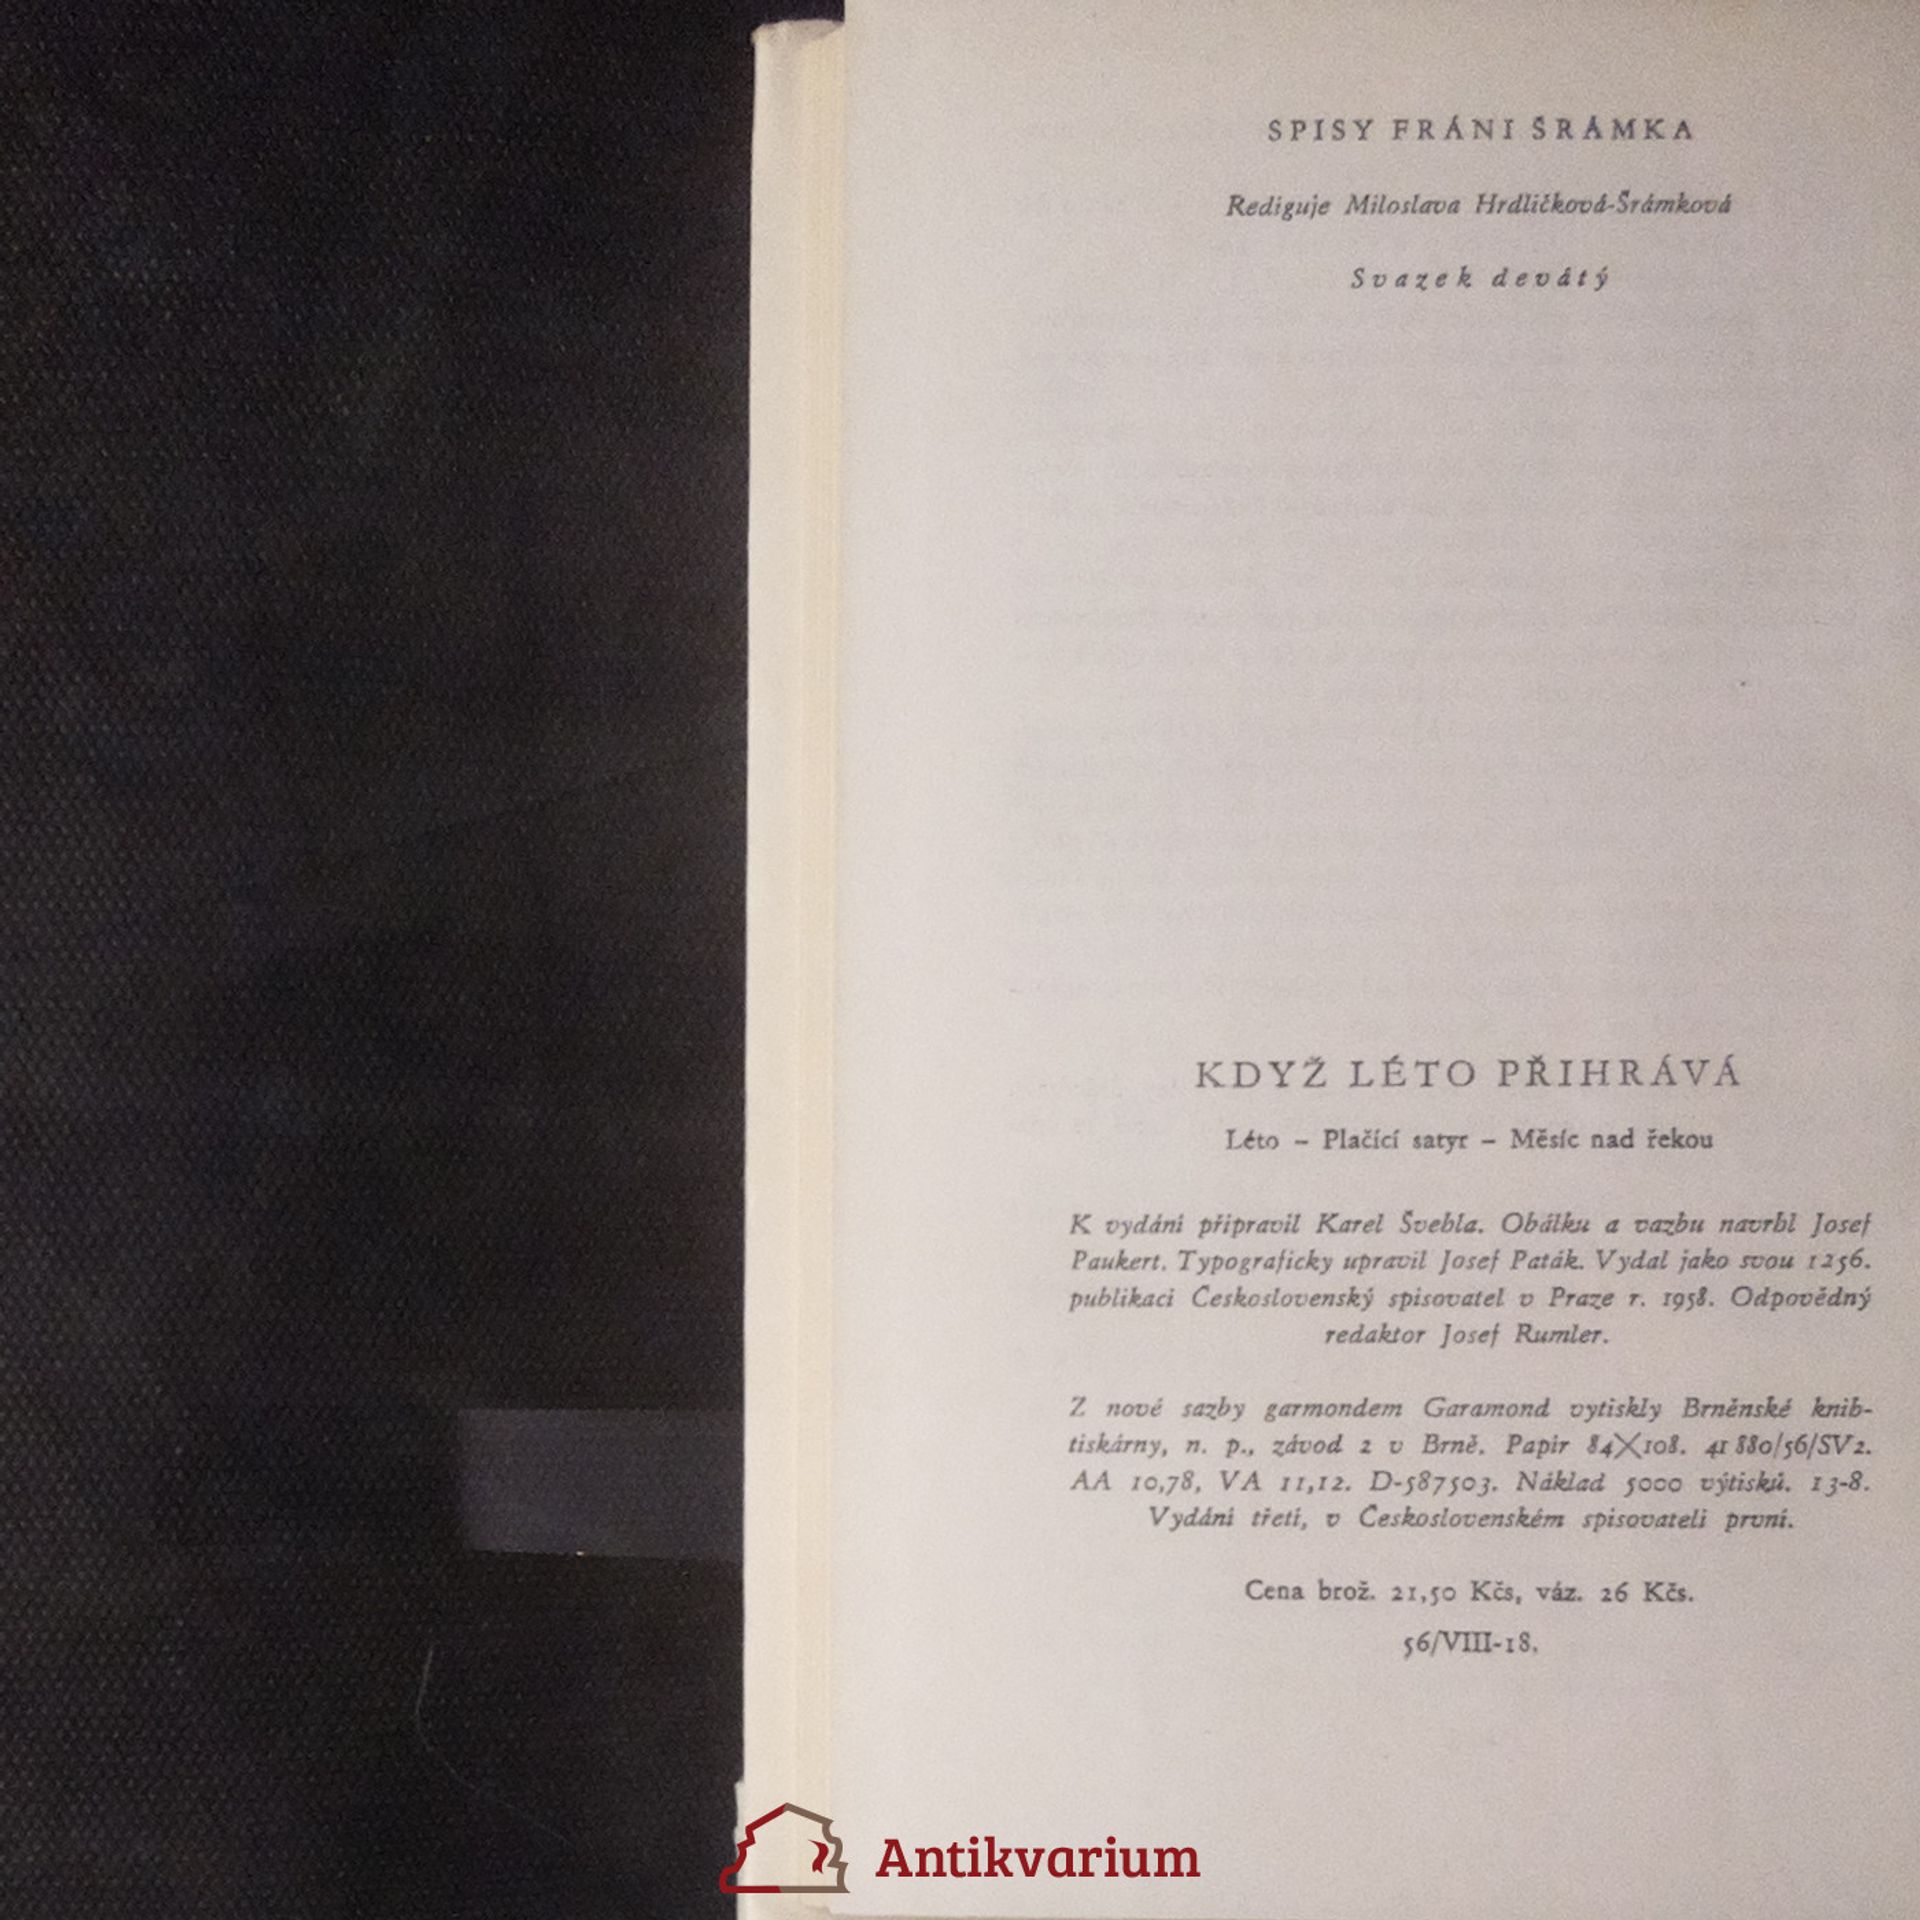 SPISY FRÁNI ŠRÁMKA
Rediguje Miloslava Hrdličková-Šrámková
Svazek devátý
KDYŽ LÉTO PŘIHRÁVÁ
Léto – Plačící satyr – Měsíc nad řekou
K vydání připravil Karel Švehla. Obálku a vazbu navrhl Josef
Paukert. Typograficky upravil Josef Paták. Vydal jako svou 1256.
publikaci Československý spisovatel v Praze r. 1958. Odpovědný
redaktor Josef Rumler.
Z nové sazby garmondem Garamond vytiskly Brněnské knih-
tiskárny, n. p., závod 2 v Brně. Papír 84×108. 41 880/56/SV2.
AA 10,78, VA 11,12. D-587503. Náklad 5000 výtisků. 13-8.
Vydání třetí, v Československém spisovateli první.
Cena brož. 21,50 Kčs, váz. 26 Kčs.
56/VIII-18.
Antikvarium